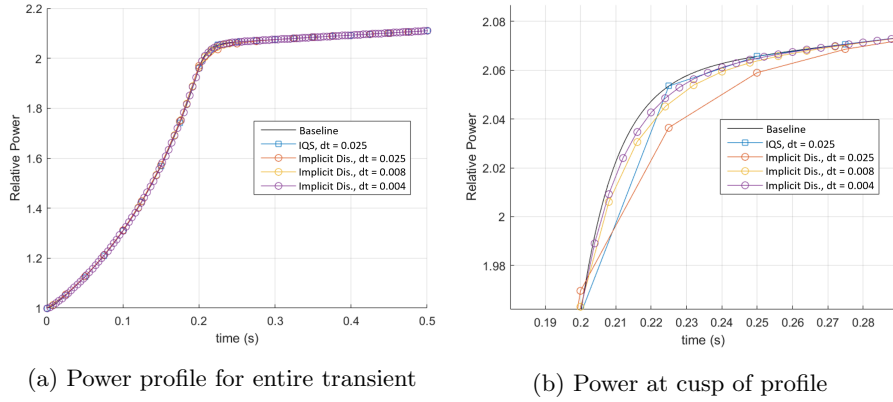 2.2
2
1.8
1.6
1.4
1.2
1
Relative Power
Baseline
IQS, dt = 0.025
Implicit Dis., dt = 0.025
Implicit Dis., dt = 0.008
Implicit Dis., dt = 0.004
0 0.1 0.2 0.3 0.4 0.5
time (s)
(a) Power profile for entire transient
2.08
2.06
2.04
2.02
2
1.98
Relative Power
Baseline
IQS, dt = 0.025
Implicit Dis., dt = 0.025
Implicit Dis., dt = 0.008
Implicit Dis., dt = 0.004
0.19 0.2 0.21 0.22 0.23 0.24 0.25 0.26 0.27 0.28
time (s)
(b) Power at cusp of profile